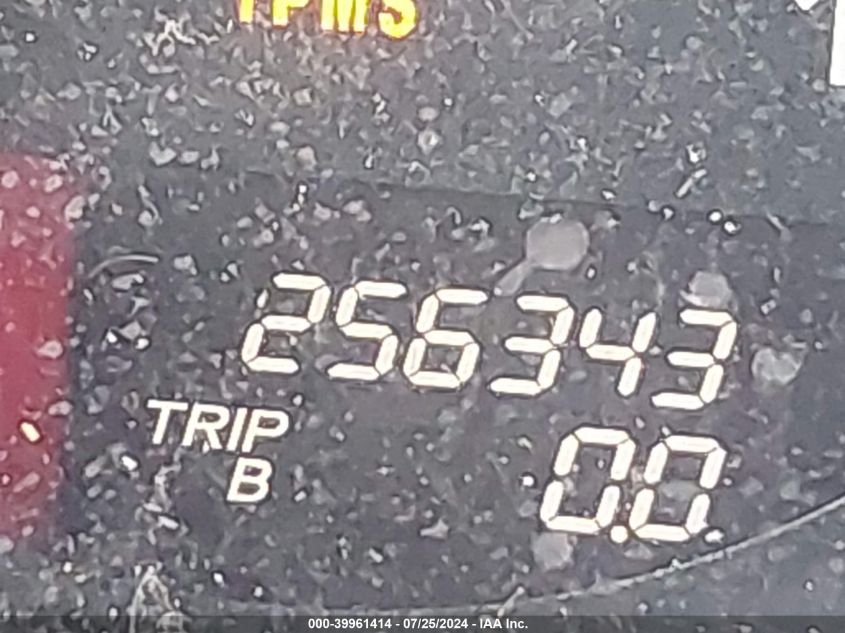 TPMS
256343
TRIP
B
0.0
000-39961414 - 07/25/2024 - IAA Inc.